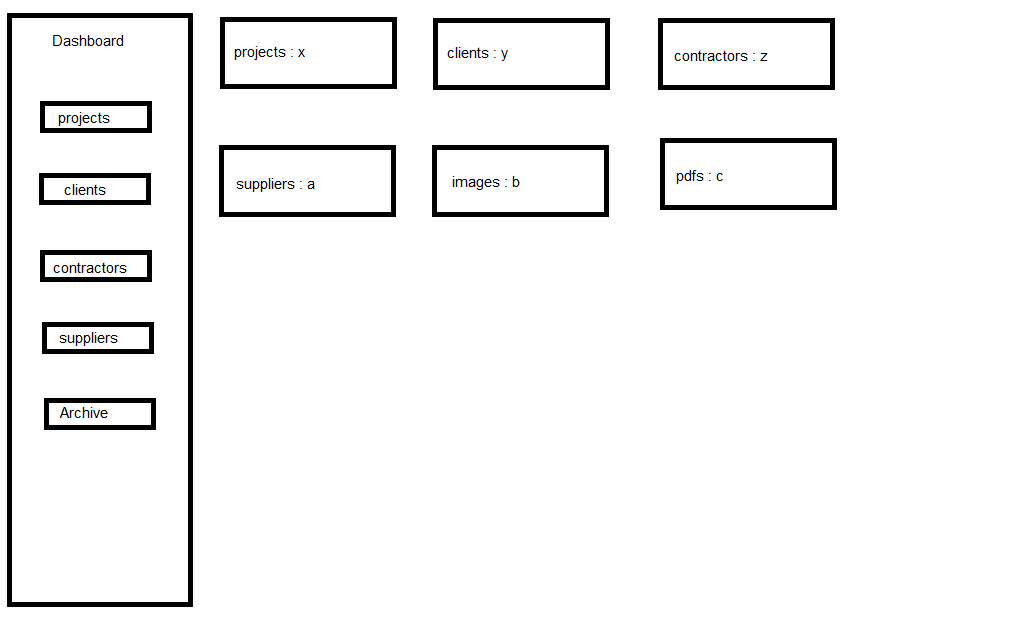 Dashboard
projects
clients
contractors
suppliers
Archive
projects : x
clients : y
contractors : z
suppliers : a
images : b
pdfs : c